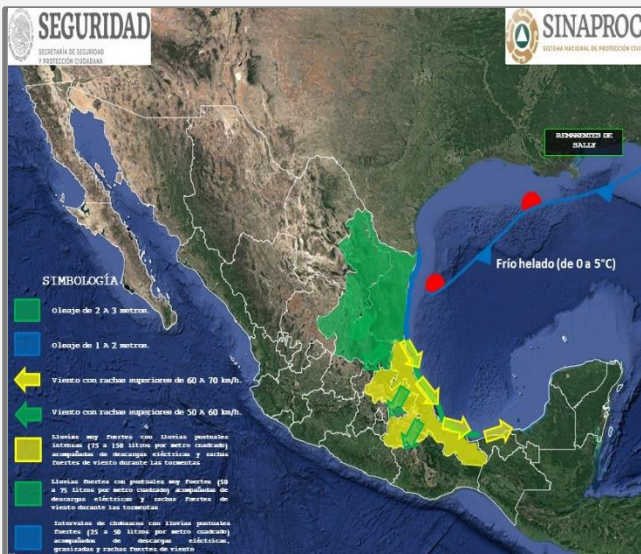 SEGURIDAD
SECRETARÍA DE SEGURIDAD
Y PROTECCIÓN CIUDADANA
SINAPROC
SISTEMA NACIONAL DE PROTECCIÓN CIVI
REMANENTES DE
SALLY
Frío helado (de 0 a 5°C)
SIMBOLOGÍA
Oleaje de 2 A 3 metros.
Oleaje de 1 A 2 metros.
Viento con rachas superiores de 60 A 70 km/h.
Viento con rachas superiores de 50 A 60 km/h.
Lluvias muy fuertes con lluvias puntuales
intensas (75 a 150 litros por metro cuadrado)
acompañadas de descargas eléctricas y rachas
fuertes de viento durante las tormentas
Lluvias fuertes con puntuales muy fuertes (50
a 75 litros por metro cuadrado) acompañadas de
descargas eléctricas y rachas fuertes de
viento durante las tormentas
Intervalos de chubascos con lluvias puntuales
fuertes (25 a 50 litros por metro cuadrado)
acompañados de descargas eléctricas,
granizadas y rachas fuertes de viento